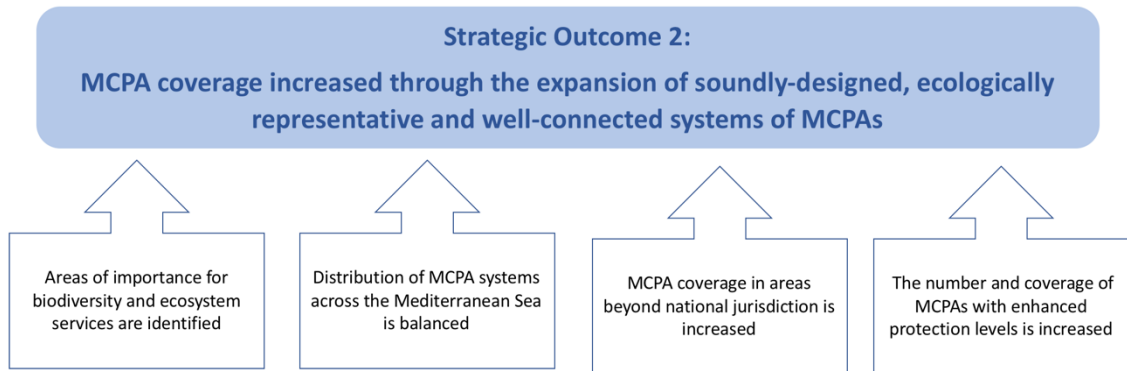 Strategic Outcome 2:
MCPA coverage increased through the expansion of soundly-designed, ecologically
representative and well-connected systems of MCPAs
Areas of importance for
biodiversity and ecosystem
services are identified
Distribution of MCPA systems
across the Mediterranean Sea
is balanced
MCPA coverage in areas
beyond national jurisdiction is
increased
The number and coverage of
MCPAs with enhanced
protection levels is increased